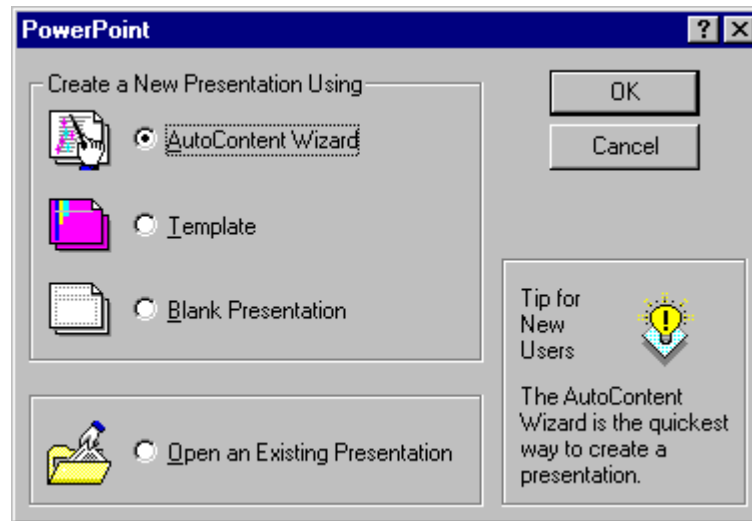 PowerPoint
Create a New Presentation Using
AutoContent Wizard
Template
Blank Presentation
Open an Existing Presentation
OK
Cancel
Tip for
New
Users
The AutoContent
Wizard is the quickest
way to create a
presentation.